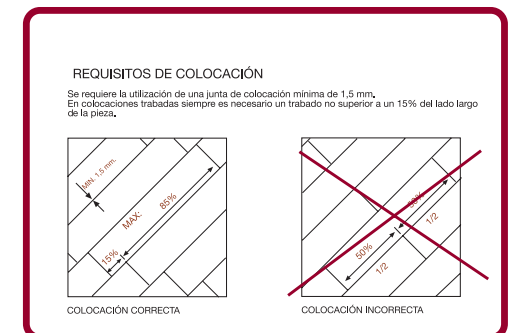 REQUISITOS DE COLOCACIÓN
Se requiere la utilización de una junta de colocación mínima de 1,5 mm.
En colocaciones trabadas siempre es necesario un trabado no superior a un 15% del lado largo
de la pieza.
MIN. 1,5 mm.
MAX: 85%
15%
50%
1/2
50%
1/2
COLOCACIÓN CORRECTA
COLOCACIÓN INCORRECTA